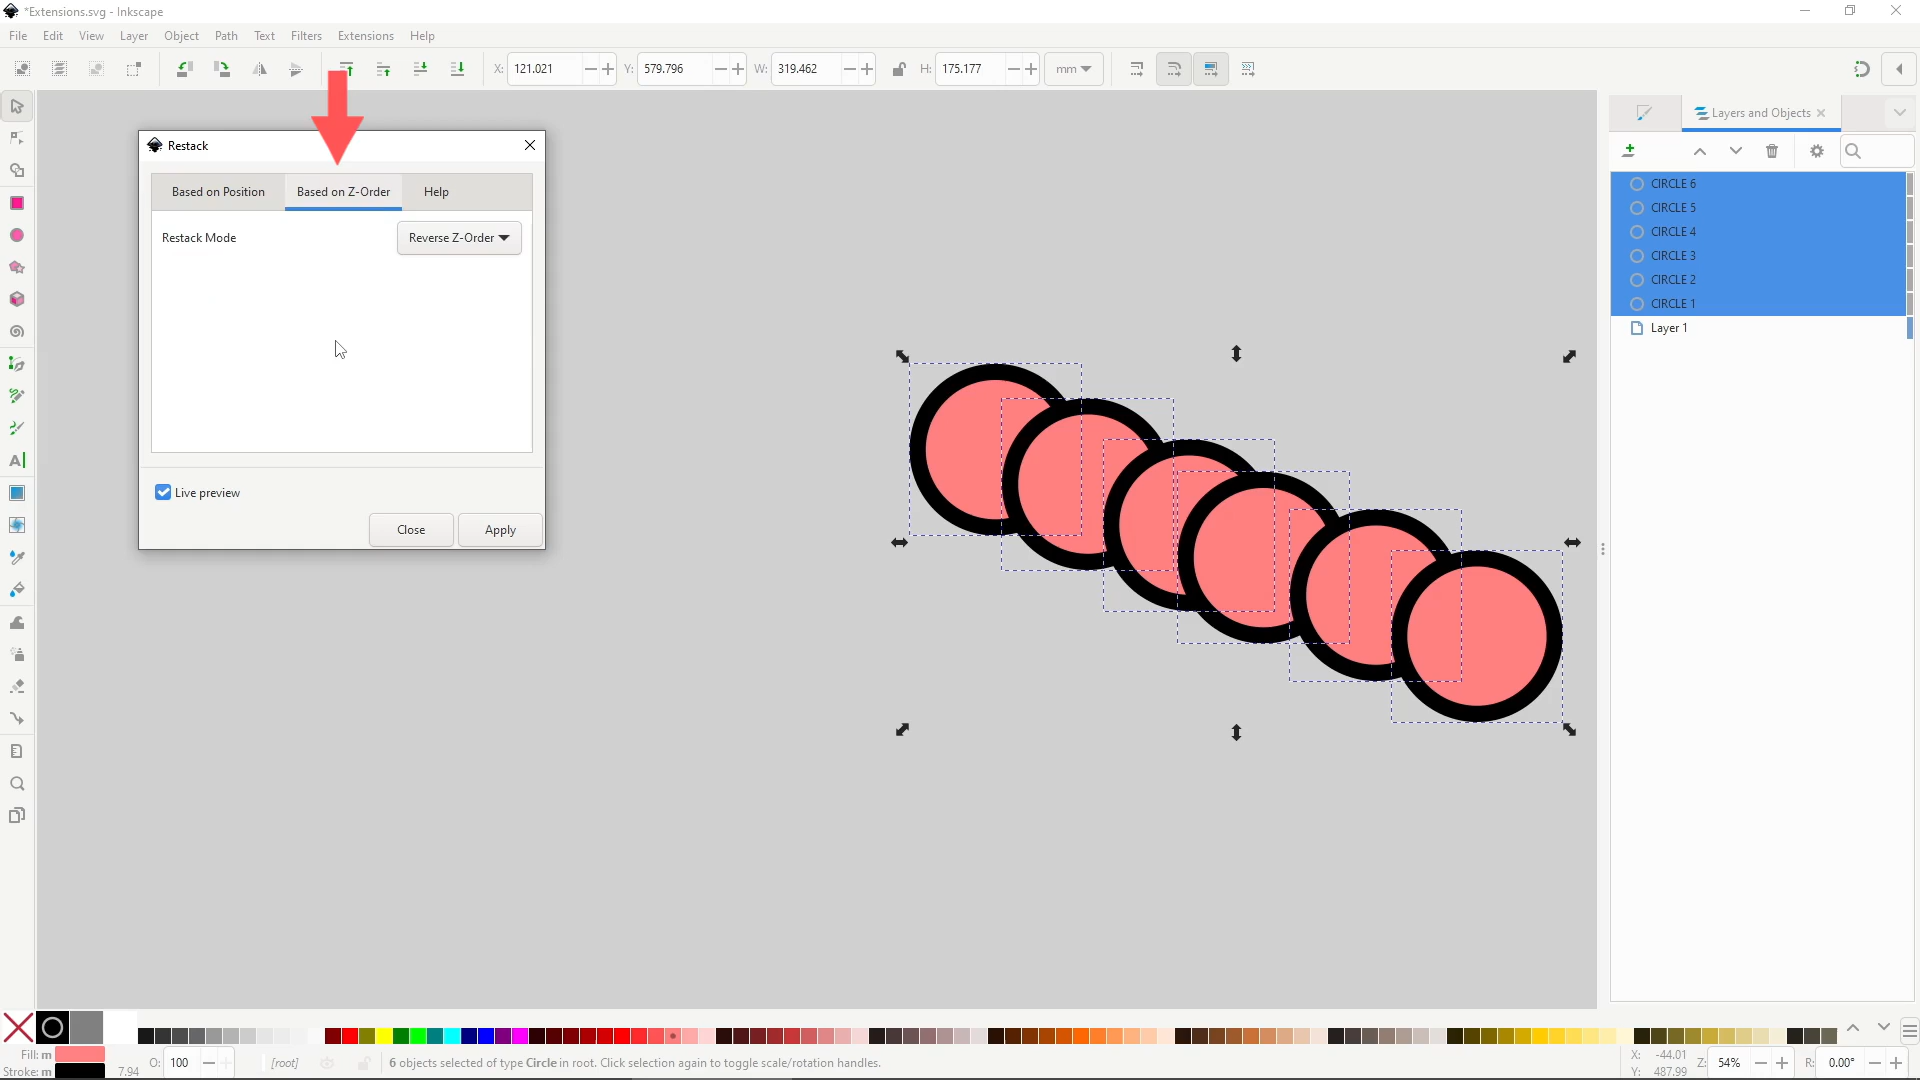 *Extensions.svg - Inkscape
File Edit View Layer Object Path Text Filters Extensions Help
X: 121.021 Y: 579.796 W: 319.462 H: 175.177 mm
Restack
Based on Position Based on Z-Order Help
Restack Mode Reverse Z-Order
Live preview
Close Apply
Layers and Objects
CIRCLE 6
CIRCLE 5
CIRCLE 4
CIRCLE 3
CIRCLE 2
CIRCLE 1
Layer 1
Fill: m
Stroke: m 7.94
O: 100 [root] 6 objects selected of type Circle in root. Click selection again to toggle scale/rotation handles.
X: -44.01
Y: 487.99
Z: 54% R: 0.00°